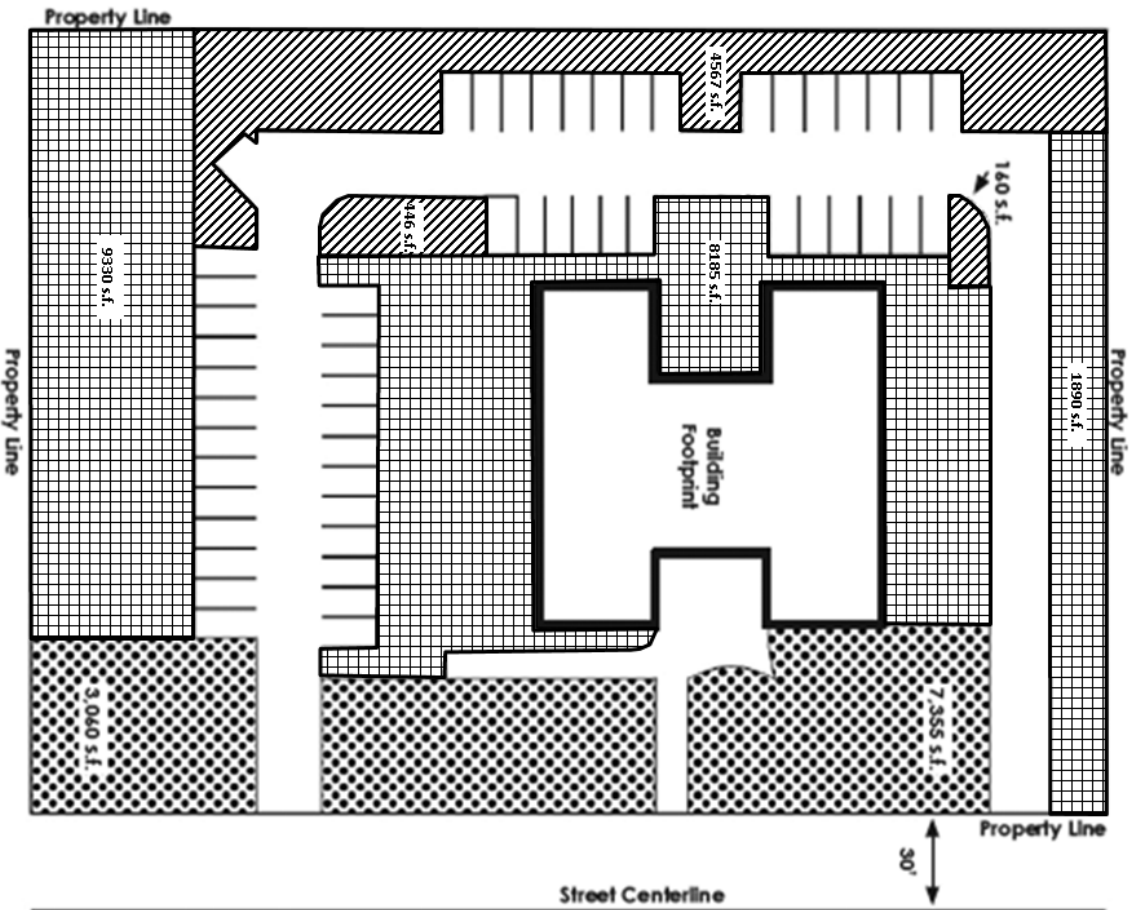 Property Line
4567 s.f.
160 s.f.
446 s.f.
8185 s.f.
9330 s.f.
Property Line
Property Line
1890 s.f.
Building
Footprint
3,060 s.f.
7,355 s.f.
Property Line
30'
Street Centerline